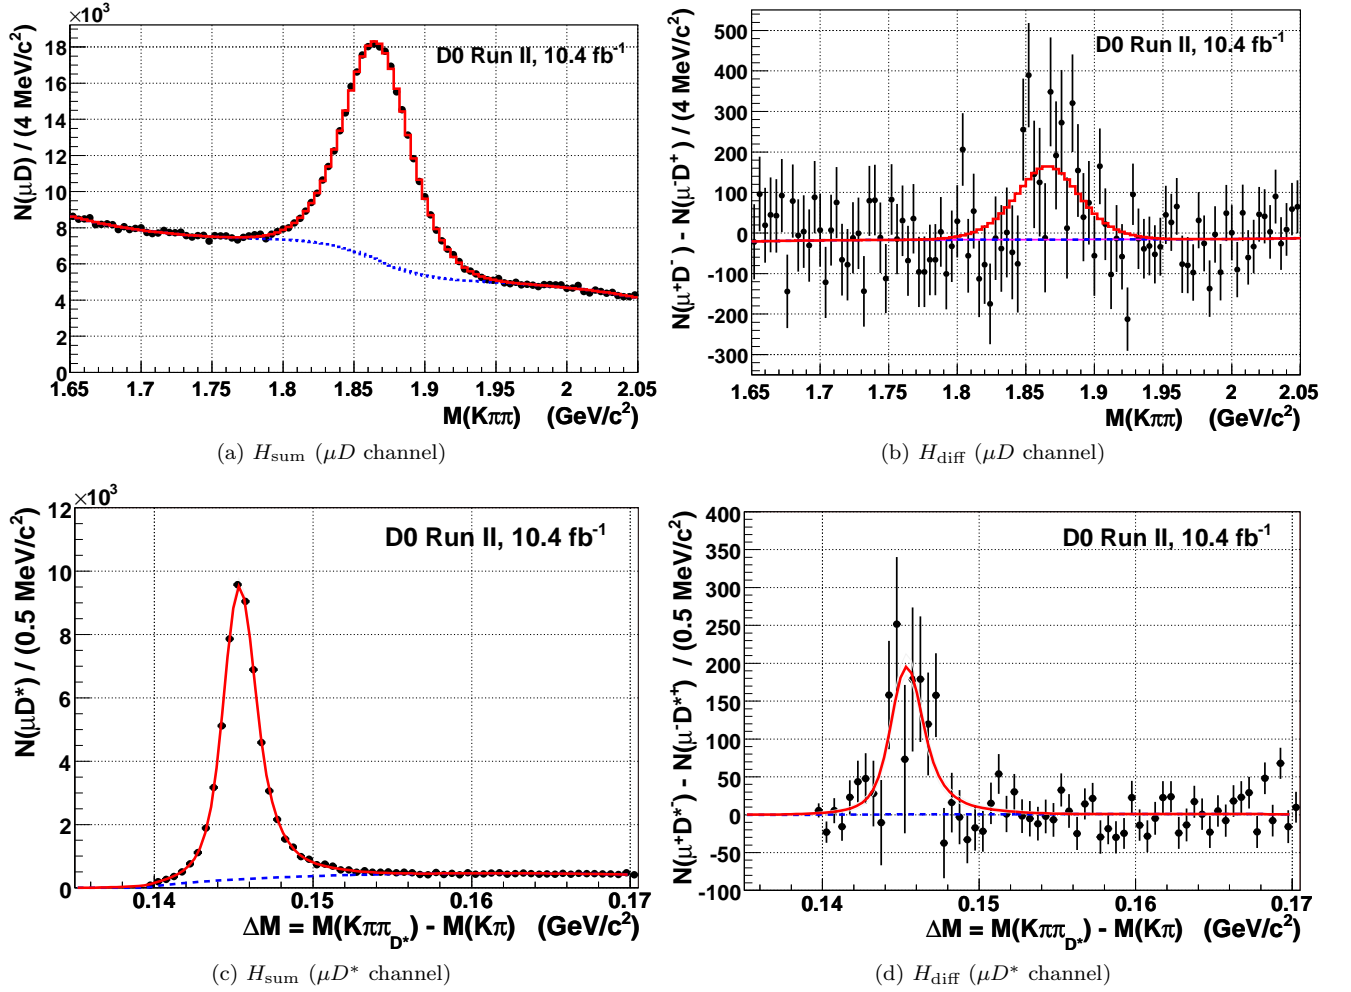 ×10³
18
16
14
12
10
8
6
4
2
0
N(μD) / (4 MeV/c²)
D0 Run II, 10.4 fb⁻¹
1.65 1.7 1.75 1.8 1.85 1.9 1.95 2 2.05
M(Kππ) (GeV/c²)
(a) H_sum (μD channel)
500
400
300
200
100
0
-100
-200
-300
N(μ⁺D⁻) - N(μ⁻D⁺) / (4 MeV/c²)
D0 Run II, 10.4 fb⁻¹
1.65 1.7 1.75 1.8 1.85 1.9 1.95 2 2.05
M(Kππ) (GeV/c²)
(b) H_diff (μD channel)
×10³
12
10
8
6
4
2
0
N(μD*) / (0.5 MeV/c²)
D0 Run II, 10.4 fb⁻¹
0.14 0.15 0.16 0.17
ΔM = M(Kππ_D*) - M(Kπ) (GeV/c²)
(c) H_sum (μD* channel)
400
350
300
250
200
150
100
50
0
-50
-100
N(μ⁺D*⁻) - N(μ⁻D*⁺) / (0.5 MeV/c²)
D0 Run II, 10.4 fb⁻¹
0.14 0.15 0.16 0.17
ΔM = M(Kππ_D*) - M(Kπ) (GeV/c²)
(d) H_diff (μD* channel)